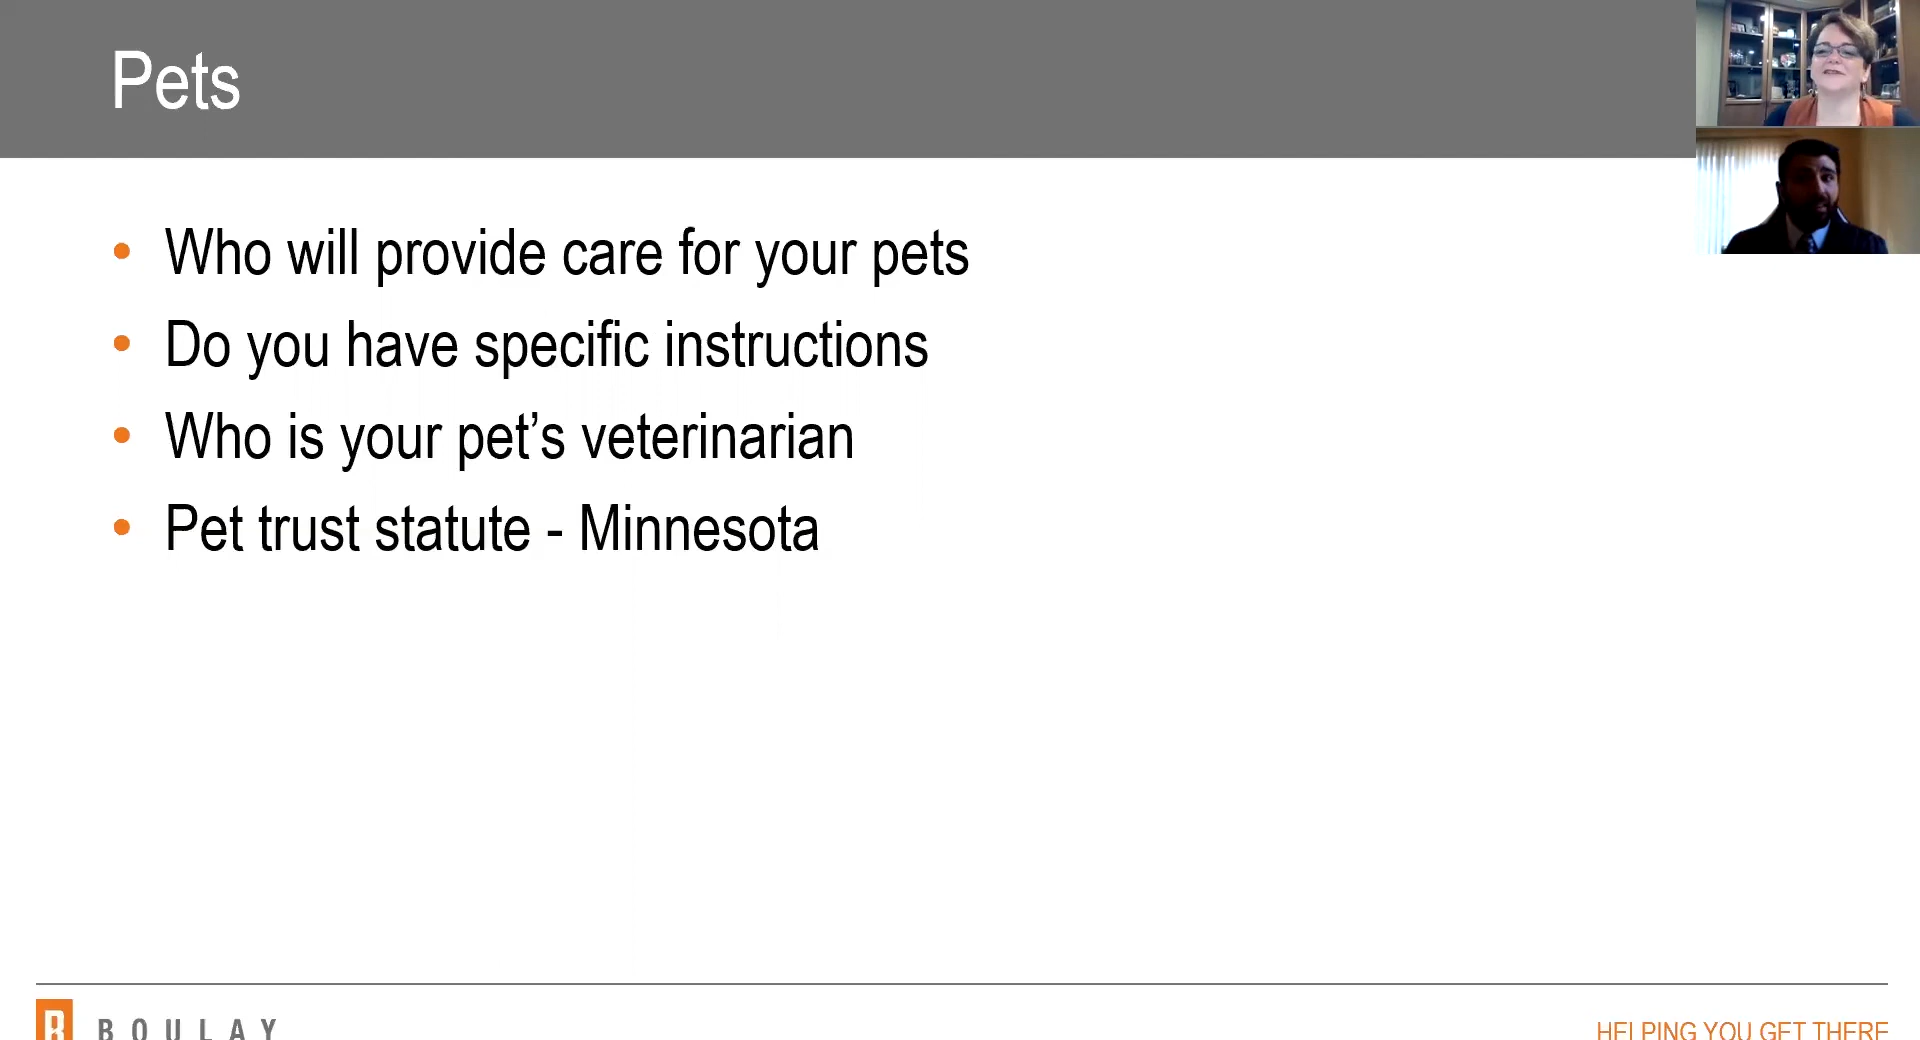 Pets
• Who will provide care for your pets
• Do you have specific instructions
• Who is your pet’s veterinarian
• Pet trust statute - Minnesota
B BOULAY
HELPING YOU GET THERE